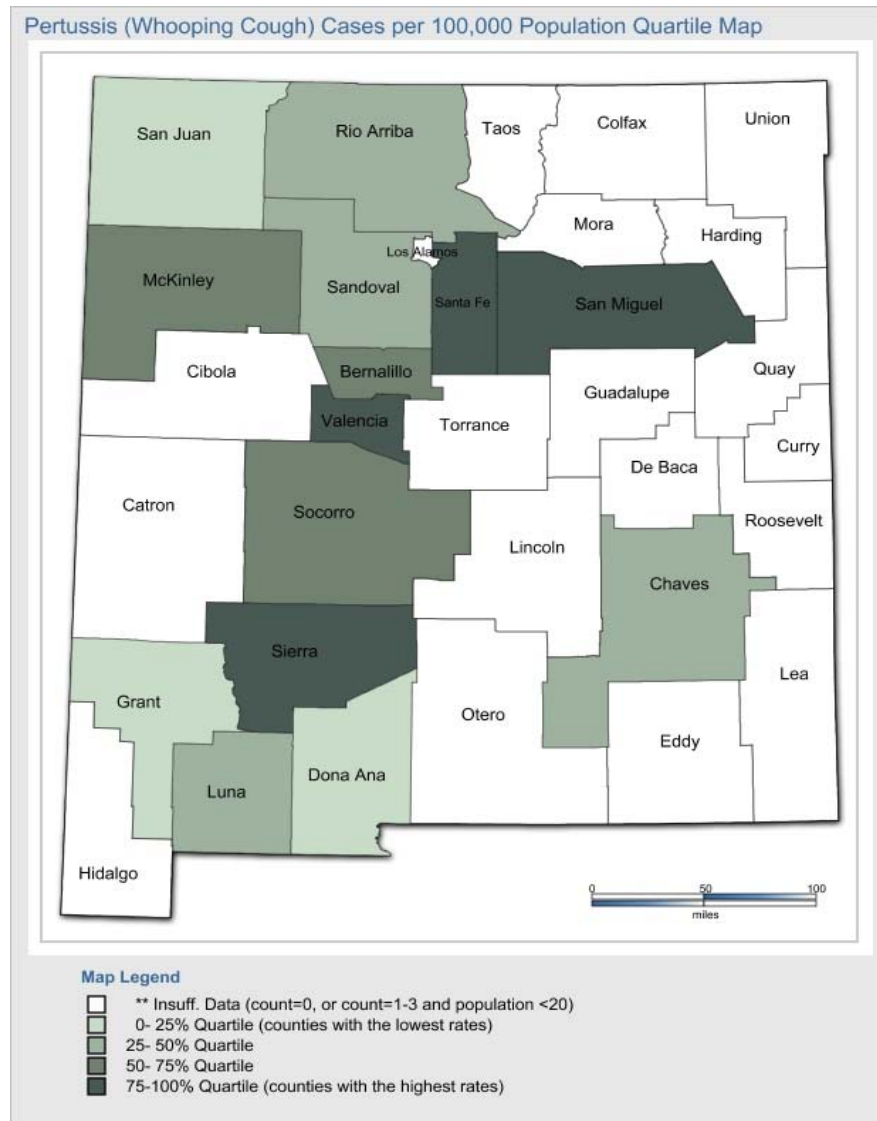 Pertussis (Whooping Cough) Cases per 100,000 Population Quartile Map
San Juan
Rio Arriba
Taos
Colfax
Union
Mora
Harding
Los Alamos
McKinley
Sandoval
Santa Fe
San Miguel
Cibola
Bernalillo
Quay
Guadalupe
Valencia
Torrance
Curry
De Baca
Catron
Socorro
Roosevelt
Lincoln
Chaves
Sierra
Lea
Grant
Otero
Eddy
Dona Ana
Luna
Hidalgo
0 50 100
miles
Map Legend
** Insuff. Data (count=0, or count=1-3 and population <20)
0- 25% Quartile (counties with the lowest rates)
25- 50% Quartile
50- 75% Quartile
75-100% Quartile (counties with the highest rates)